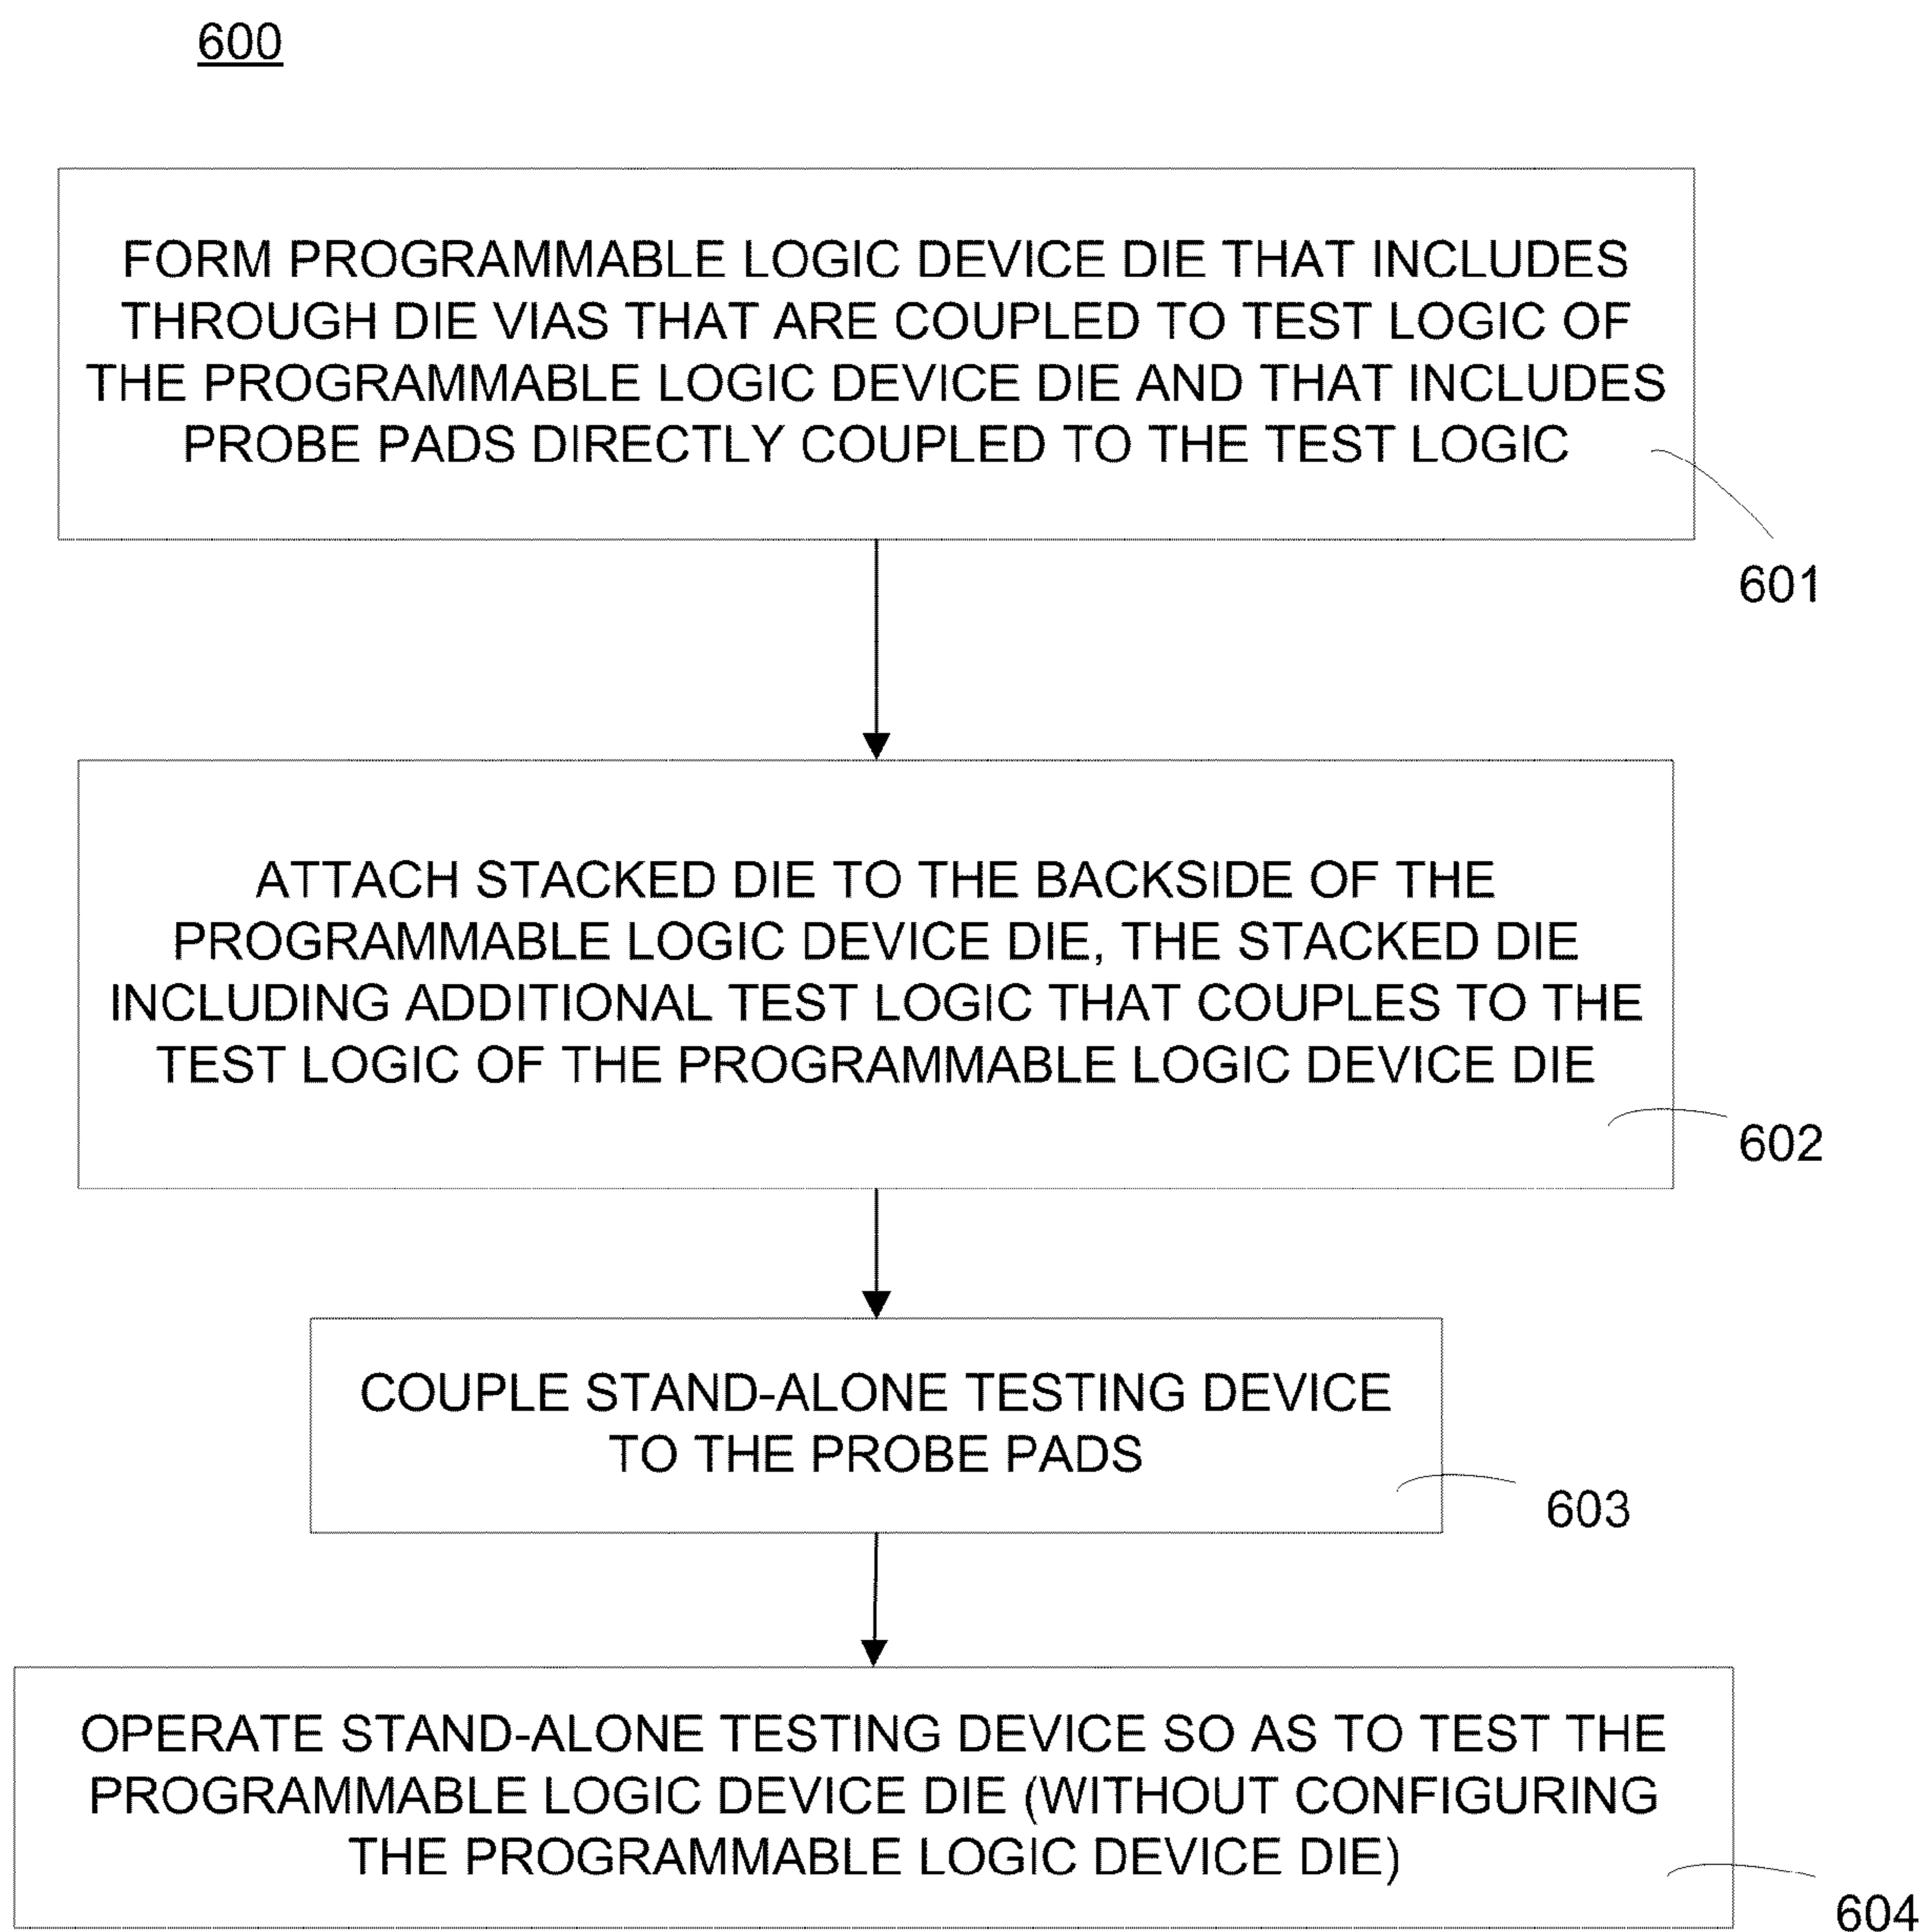 600
FORM PROGRAMMABLE LOGIC DEVICE DIE THAT INCLUDES
THROUGH DIE VIAS THAT ARE COUPLED TO TEST LOGIC OF
THE PROGRAMMABLE LOGIC DEVICE DIE AND THAT INCLUDES
PROBE PADS DIRECTLY COUPLED TO THE TEST LOGIC
601
ATTACH STACKED DIE TO THE BACKSIDE OF THE
PROGRAMMABLE LOGIC DEVICE DIE, THE STACKED DIE
INCLUDING ADDITIONAL TEST LOGIC THAT COUPLES TO THE
TEST LOGIC OF THE PROGRAMMABLE LOGIC DEVICE DIE
602
COUPLE STAND-ALONE TESTING DEVICE
TO THE PROBE PADS
603
OPERATE STAND-ALONE TESTING DEVICE SO AS TO TEST THE
PROGRAMMABLE LOGIC DEVICE DIE (WITHOUT CONFIGURING
THE PROGRAMMABLE LOGIC DEVICE DIE)
604